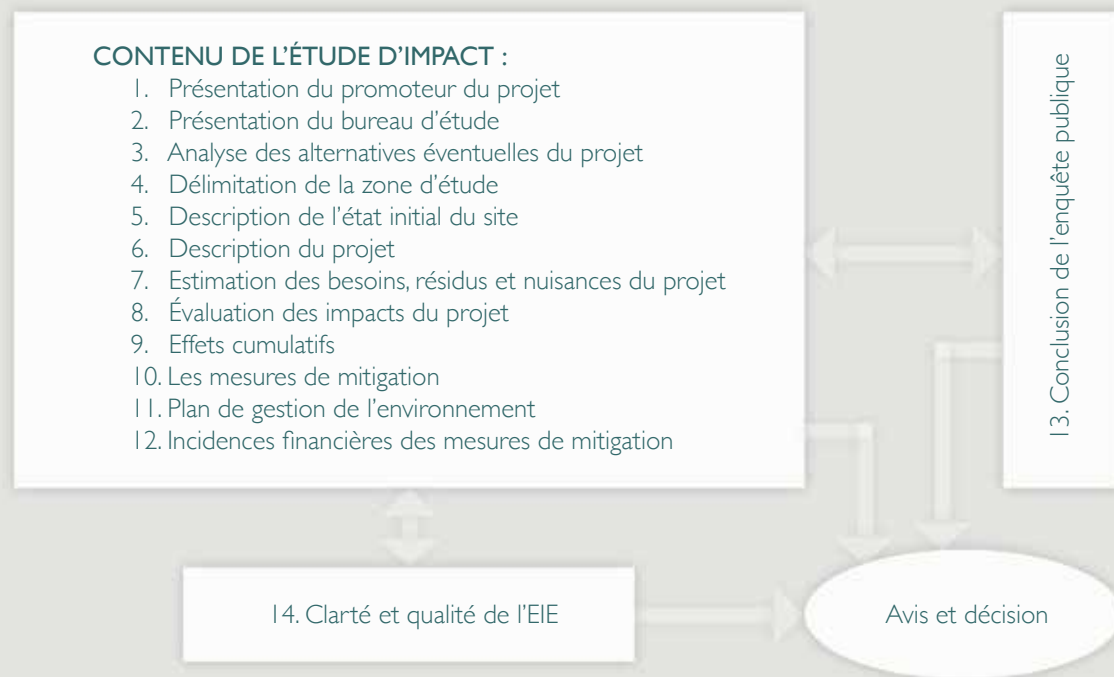 CONTENU DE L’ÉTUDE D’IMPACT :
1. Présentation du promoteur du projet
2. Présentation du bureau d’étude
3. Analyse des alternatives éventuelles du projet
4. Délimitation de la zone d’étude
5. Description de l’état initial du site
6. Description du projet
7. Estimation des besoins, résidus et nuisances du projet
8. Évaluation des impacts du projet
9. Effets cumulatifs
10. Les mesures de mitigation
11. Plan de gestion de l’environnement
12. Incidences financières des mesures de mitigation
13. Conclusion de l’enquête publique
14. Clarté et qualité de l’EIE
Avis et décision